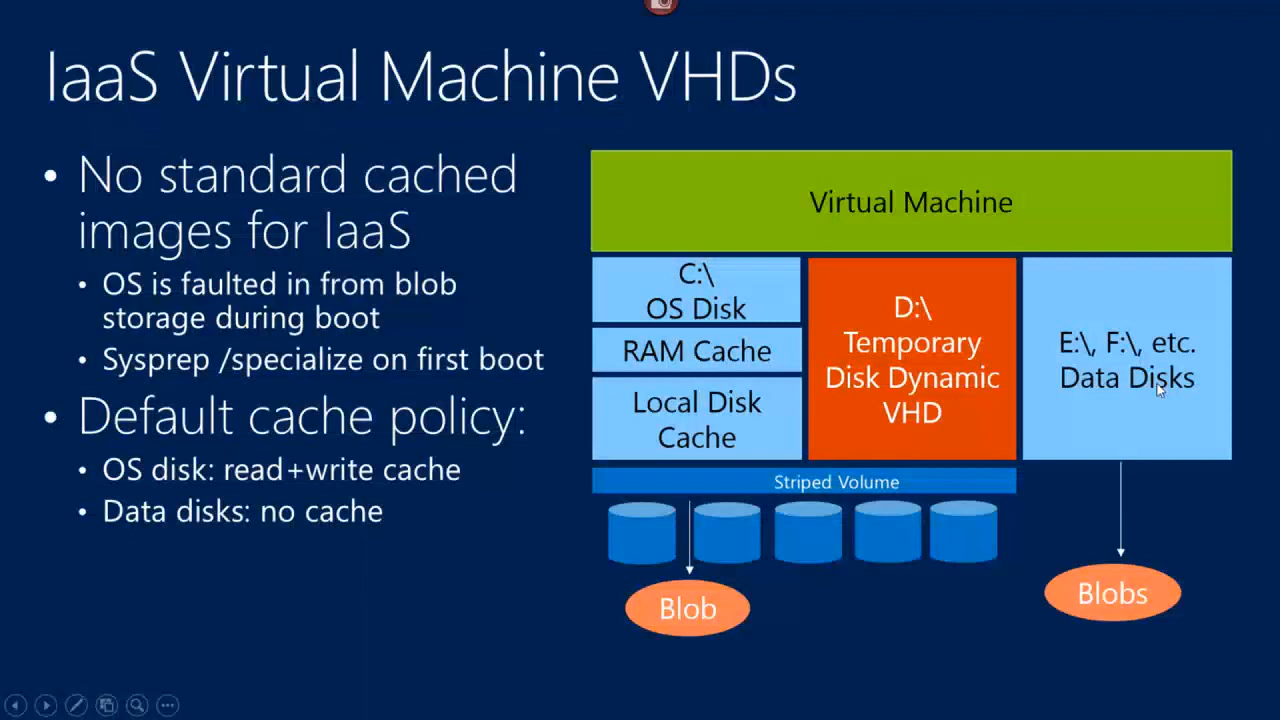 IaaS Virtual Machine VHDs
• No standard cached
images for IaaS
• OS is faulted in from blob
storage during boot
• Sysprep /specialize on first boot
• Default cache policy:
• OS disk: read+write cache
• Data disks: no cache
Virtual Machine
C:\
OS Disk
RAM Cache
Local Disk
Cache
D:\
Temporary
Disk Dynamic
VHD
E:\, F:\, etc.
Data Disks
Striped Volume
Blob
Blobs